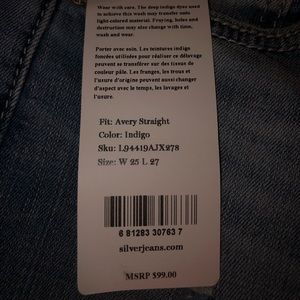 Wear with care. The deep indigo dyes used
to achieve this wash may transfer onto
light-colored material. Fraying, holes and
destruction may also change with time,
wash and wear.
Porter avec soin. Les teintures indigo
foncées utilisées pour réaliser ce délavage
peuvent se transférer sur des tissus de
couleur pâle. Les franges, les trous et
l'usure d'origine peuvent aussi changer
d'aspect avec le temps, les lavages et
l'usure.
Fit: Avery Straight
Color: Indigo
Sku: L94419AJX278
Size: W 25 L 27
6 81283 30763 7
silverjeans.com
MSRP $99.00